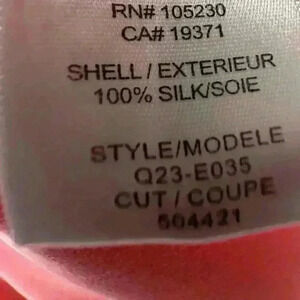 RN# 105230
CA# 19371
SHELL / EXTERIEUR
100% SILK/SOIE
STYLE/MODELE
Q23-E035
CUT / COUPE
504421